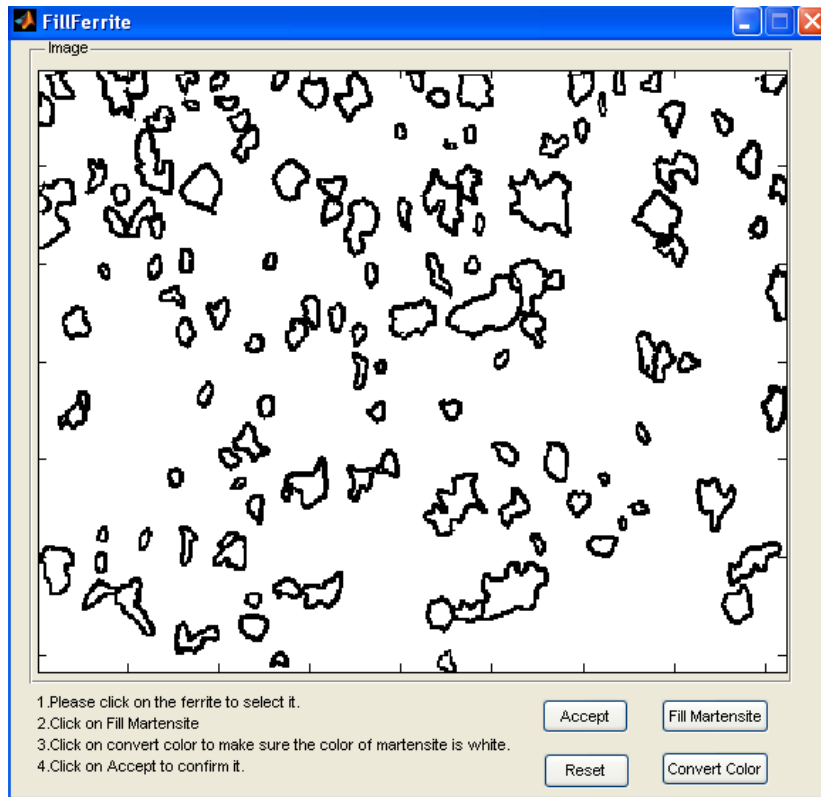 FillFerrite
Image
1.Please click on the ferrite to select it.
2.Click on Fill Martensite
3.Click on convert color to make sure the color of martensite is white.
4.Click on Accept to confirm it.
Accept
Fill Martensite
Reset
Convert Color